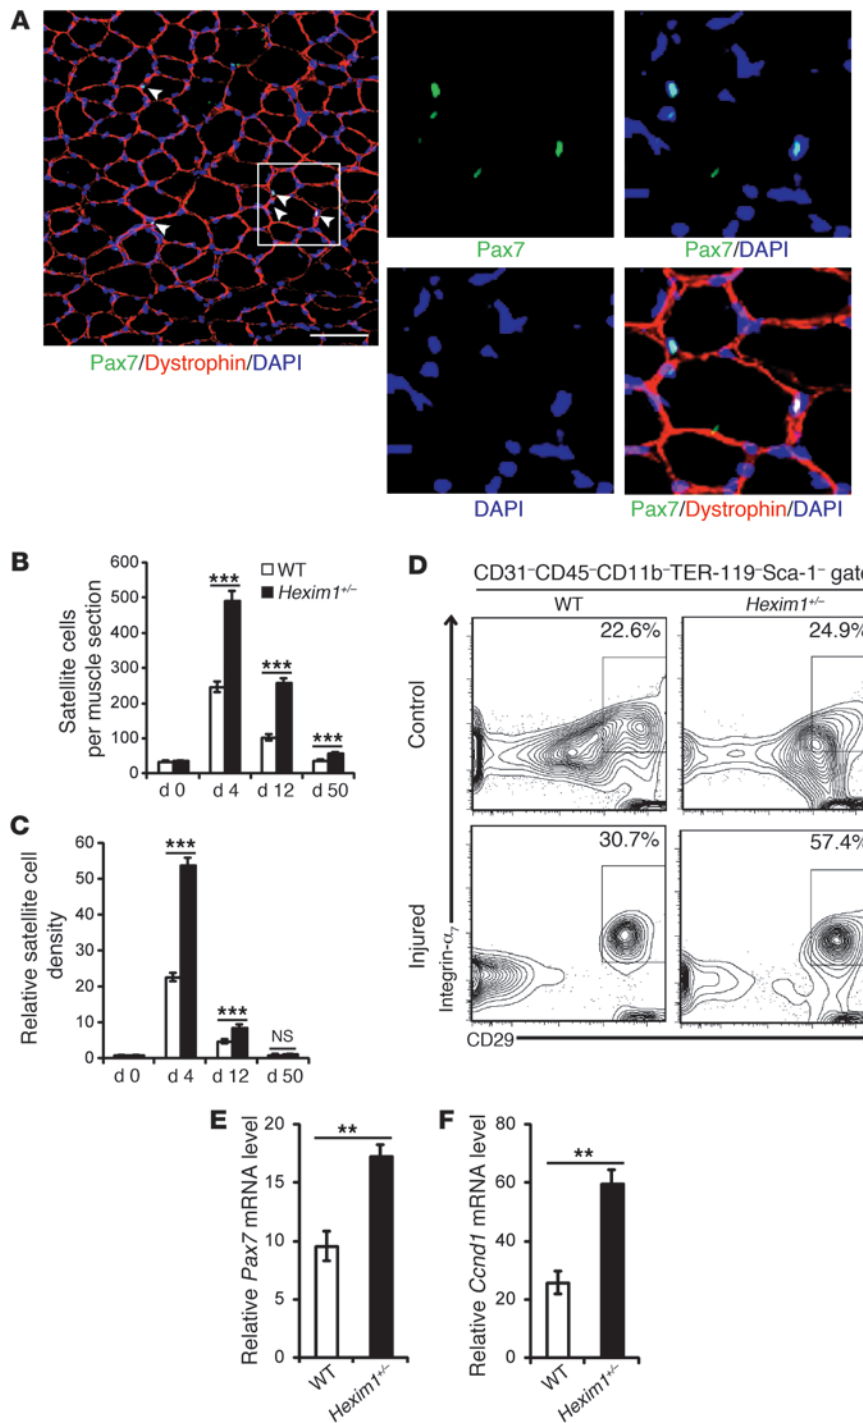 A
Pax7/Dystrophin/DAPI
Pax7
Pax7/DAPI
DAPI
Pax7/Dystrophin/DAPI
B
Satellite cells
per muscle section
600
500
400
300
200
100
0
WT
Hexim1+/–
***
***
***
d 0
d 4
d 12
d 50
C
Relative satellite cell
density
60
50
40
30
20
10
0
***
***
NS
d 0
d 4
d 12
d 50
D
CD31–CD45–CD11b–TER-119–Sca-1– gate
WT
Hexim1+/–
Control
22.6%
24.9%
Injured
30.7%
57.4%
Integrin-α7
CD29
E
Relative Pax7 mRNA level
20
15
10
5
0
**
WT
Hexim1+/–
F
Relative Ccnd1 mRNA level
80
60
40
20
0
**
WT
Hexim1+/–